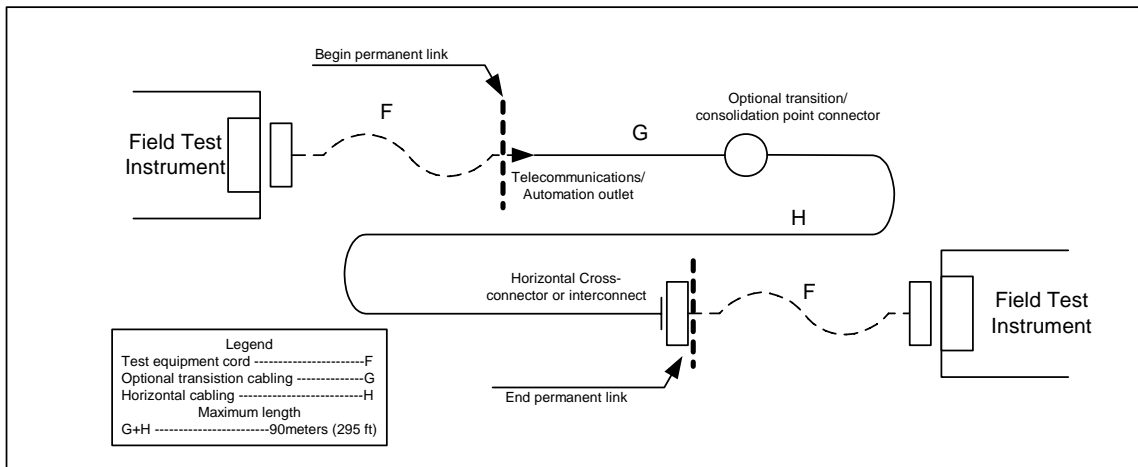 Begin permanent link
F
Optional transition/
consolidation point connector
G
Field Test
Instrument
Telecommunications/
Automation outlet
H
Horizontal Cross-
connector or interconnect
F
Field Test
Instrument
End permanent link
Legend
Test equipment cord -----------------------F
Optional transistion cabling --------------G
Horizontal cabling --------------------------H
Maximum length
G+H ------------------------90meters (295 ft)